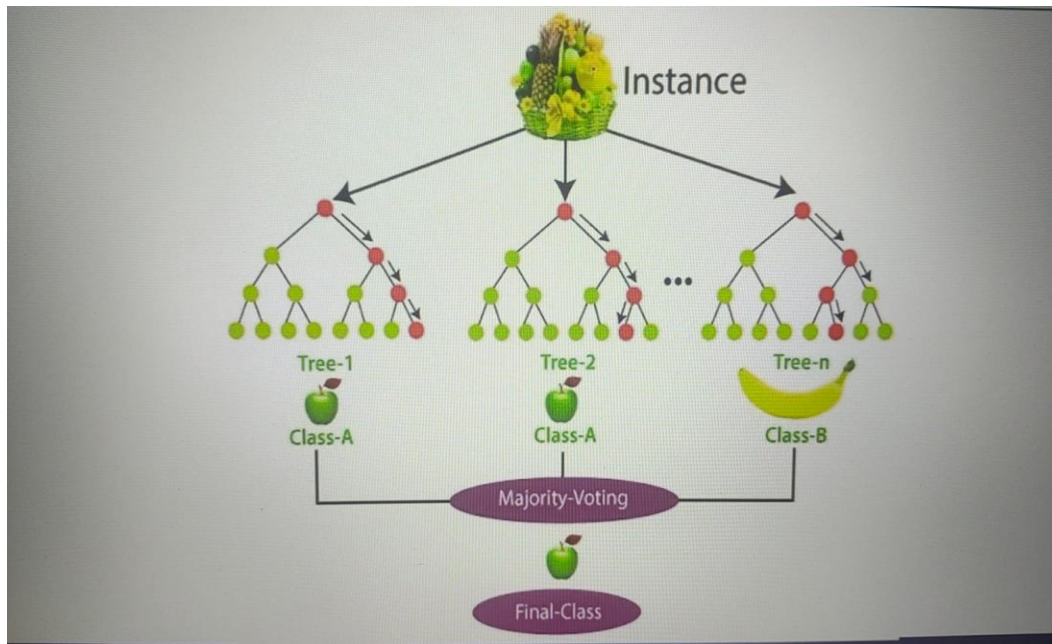 Instance
Tree-1
Tree-2
Tree-n
Class-A
Class-A
Class-B
Majority-Voting
Final-Class